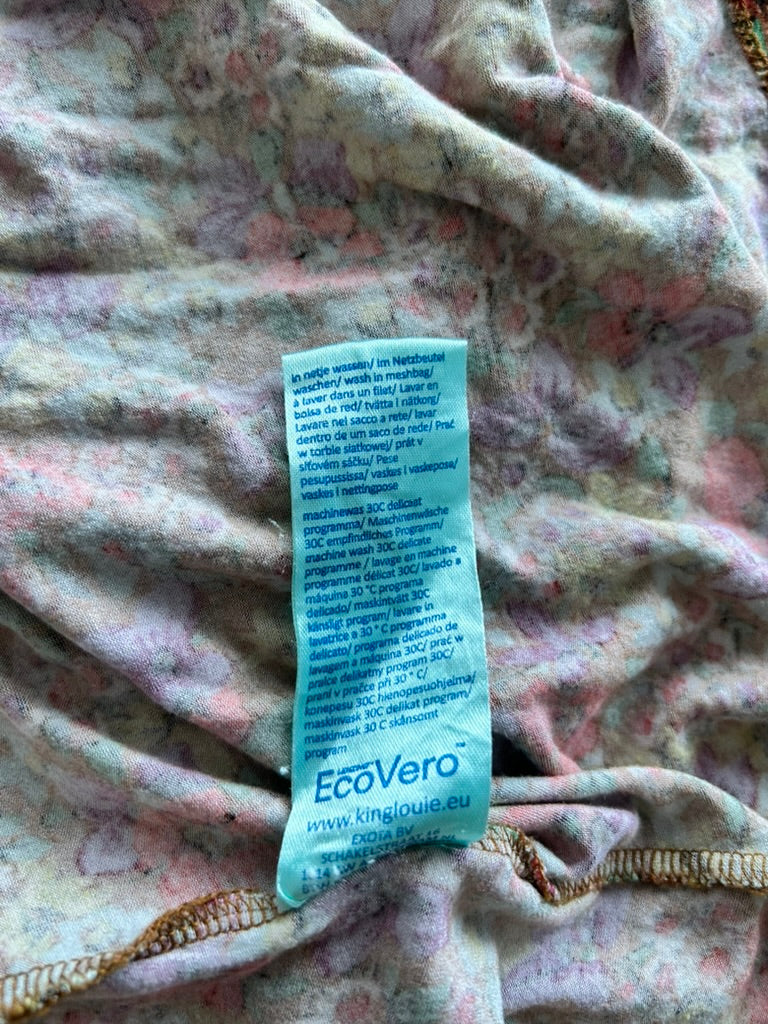 in netje wassen/ im Netzbeutel
waschen/ wash in meshbag/
à laver dans un filet/ Lavar en
bolsa de red/ tvätta I nätkorg/
Lavare nel sacco a rete/ lavar
dentro de um saco de rede/ Prać
w torbie siatkowej/ prát v
síťovém sáčku/ Pese
pesupussissa/ vaskes i vaskepose/
vaskes i nettingpose
machinewas 30C delicaat
programma/ Maschinenwäsche
30C empfindliches Programm/
machine wash 30C delicate
programme / lavage en machine
programme délicat 30C/ lavado a
máquina 30 °C programa
delicado/ maskintvätt 30C
känsligt program/ lavare in
lavatrice a 30 ° C programma
delicato/ programa delicado de
lavagem a máquina 30C/ prać w
pralce delikatny program 30C/
praní v pračce při 30 ° C/
konepesu 30C hienopesuohjelma/
maskinvask 30C delikat program/
maskinvask 30 C skånsomt
program
LENZING
EcoVero™
www.kinglouie.eu
EXOTA BV
SCHAKELSTRAAT